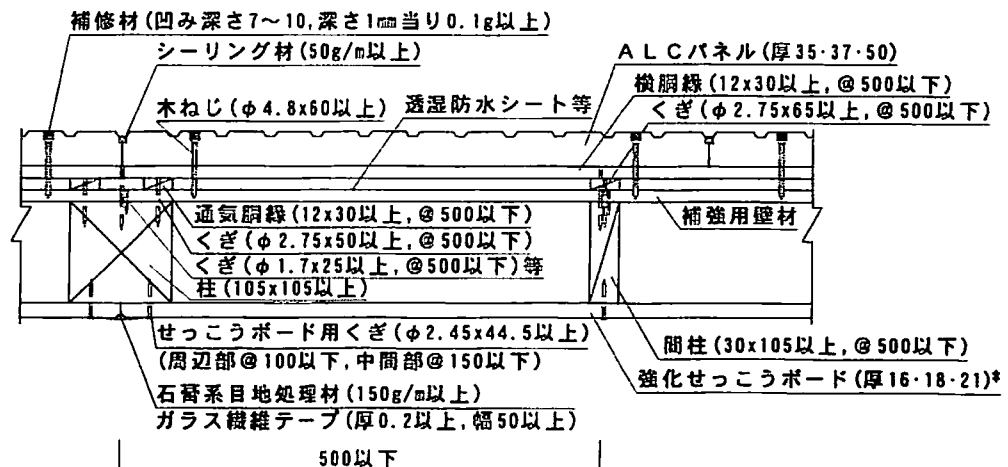 補修材(凹み深さ7～10,深さ1㎜当り0.1g以上)
シーリング材(50g/m以上)
ALCパネル(厚35･37･50)
横胴縁(12x30以上,@500以下)
木ねじ(φ4.8x60以上)
透湿防水シート等
くぎ(φ2.75x65以上,@500以下)
通気胴縁(12x30以上,@500以下)
補強用壁材
くぎ(φ2.75x50以上,@500以下)
くぎ(φ1.7x25以上,@500以下)等
柱(105x105以上)
せっこうボード用くぎ(φ2.45x44.5以上)
(周辺部@100以下,中間部@150以下)
間柱(30x105以上,@500以下)
強化せっこうボード(厚16･18･21)*
石膏系目地処理材(150g/m以上)
ガラス繊維テープ(厚0.2以上,幅50以上)
500以下